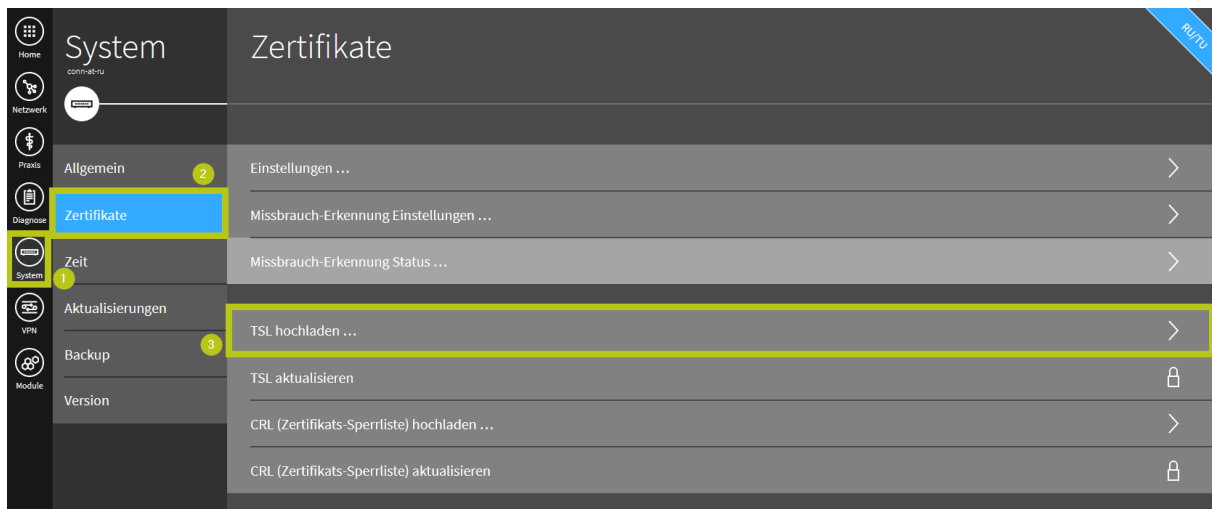 Home
Netzwerk
Praxis
Diagnose
System
VPN
Module
System
conn-at-ru
Allgemein
Zertifikate
Zeit
Aktualisierungen
Backup
Version
1
2
3
Zertifikate
RU/TU
Einstellungen ...
Missbrauch-Erkennung Einstellungen ...
Missbrauch-Erkennung Status ...
TSL hochladen ...
TSL aktualisieren
CRL (Zertifikats-Sperrliste) hochladen ...
CRL (Zertifikats-Sperrliste) aktualisieren